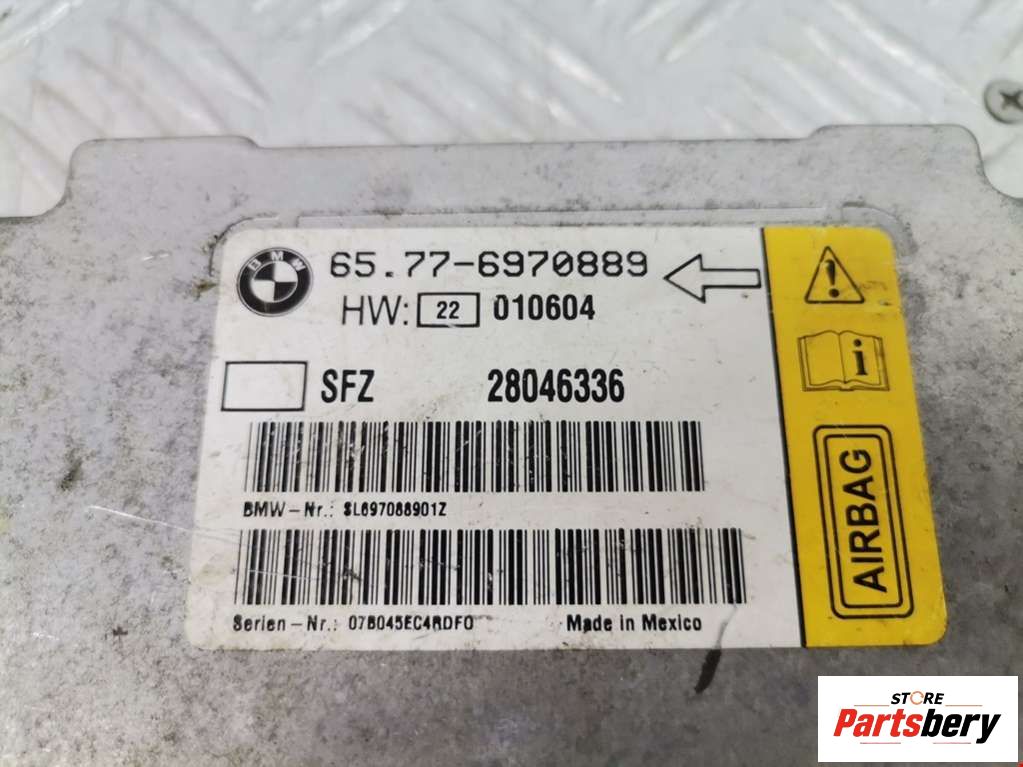 BMW
65.77-6970889
HW: 22 010604
SFZ 28046336
BMW-Nr.: SL697088901Z
Serien-Nr.: 07B045EC4RDF0 Made in Mexico
i
AIRBAG
STORE
Partsbery